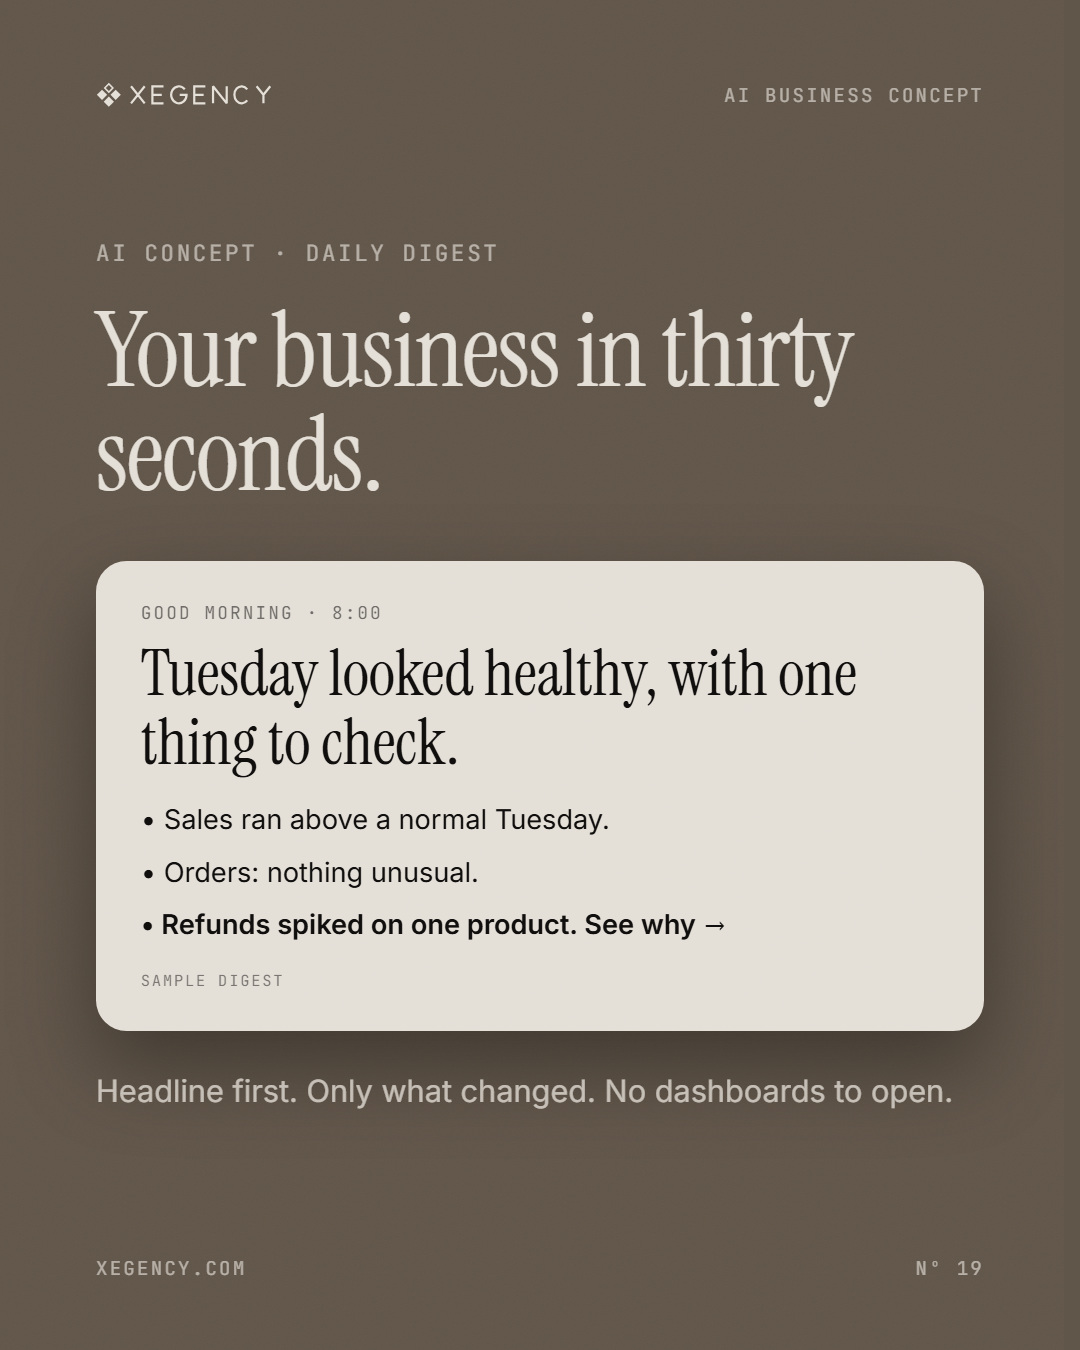 XEGENCY
AI BUSINESS CONCEPT
AI CONCEPT · DAILY DIGEST
Your business in thirty
seconds.
GOOD MORNING · 8:00
Tuesday looked healthy, with one
thing to check.
• Sales ran above a normal Tuesday.
• Orders: nothing unusual.
• Refunds spiked on one product. See why →
SAMPLE DIGEST
Headline first. Only what changed. No dashboards to open.
XEGENCY.COM
Nº 19